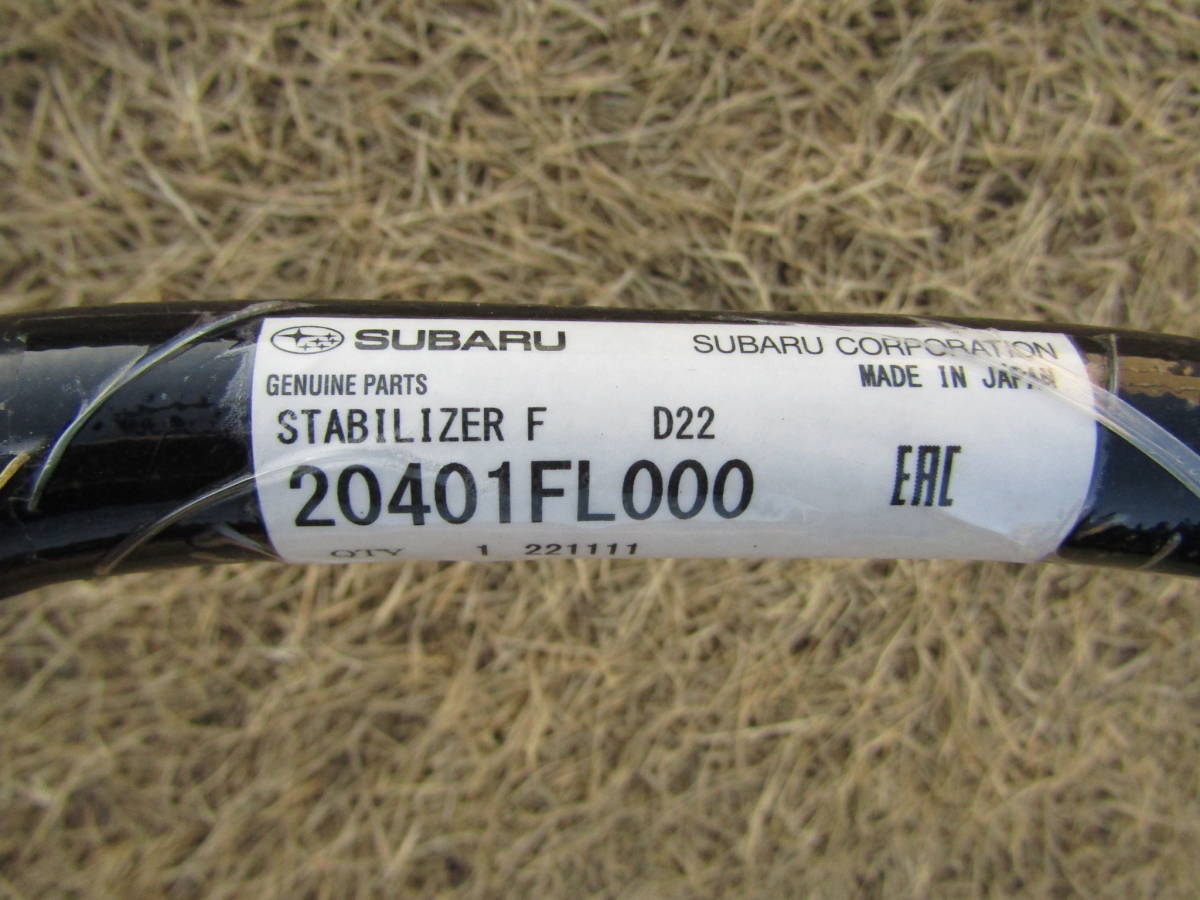 SUBARU SUBARU CORPORATION
GENUINE PARTS MADE IN JAPAN
STABILIZER F D22
20401FL000 EAC
QTY 1 221111